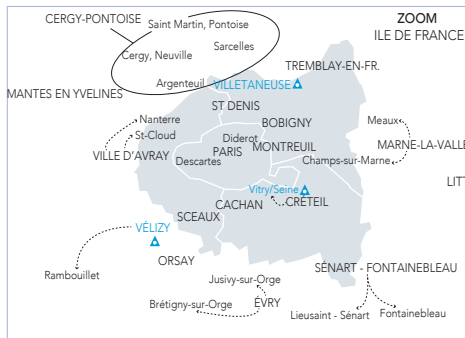 CERGY-PONTOISE
ZOOM
Saint Martin, Pontoise
ILE DE FRANCE
Sarcelles
Cergy, Neuville
TREMBLAY-EN-FR.
Argenteuil
VILLETANEUSE
MANTES EN YVELINES
ST DENIS
Nanterre
BOBIGNY
Meaux
St-Cloud
Diderot
MONTREUIL
MARNE-LA-VALLE
VILLE D'AVRAY
PARIS
Descartes
Champs-sur-Marne
LIT
Vitry/Seine
CACHAN
CRÉTEIL
SCEAUX
VÉLIZY
ORSAY
SÉNART - FONTAINEBLEAU
Rambouillet
Jusivy-sur-Orge
Brétigny-sur-Orge
ÉVRY
Lieusaint - Sénart
Fontainebleau